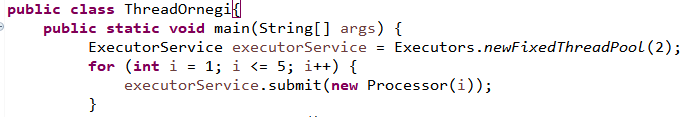 public class ThreadOrnegi{
public static void main(String[] args) {
ExecutorService executorService = Executors.newFixedThreadPool(2);
for (int i = 1; i <= 5; i++) {
executorService.submit(new Processor(i));
}